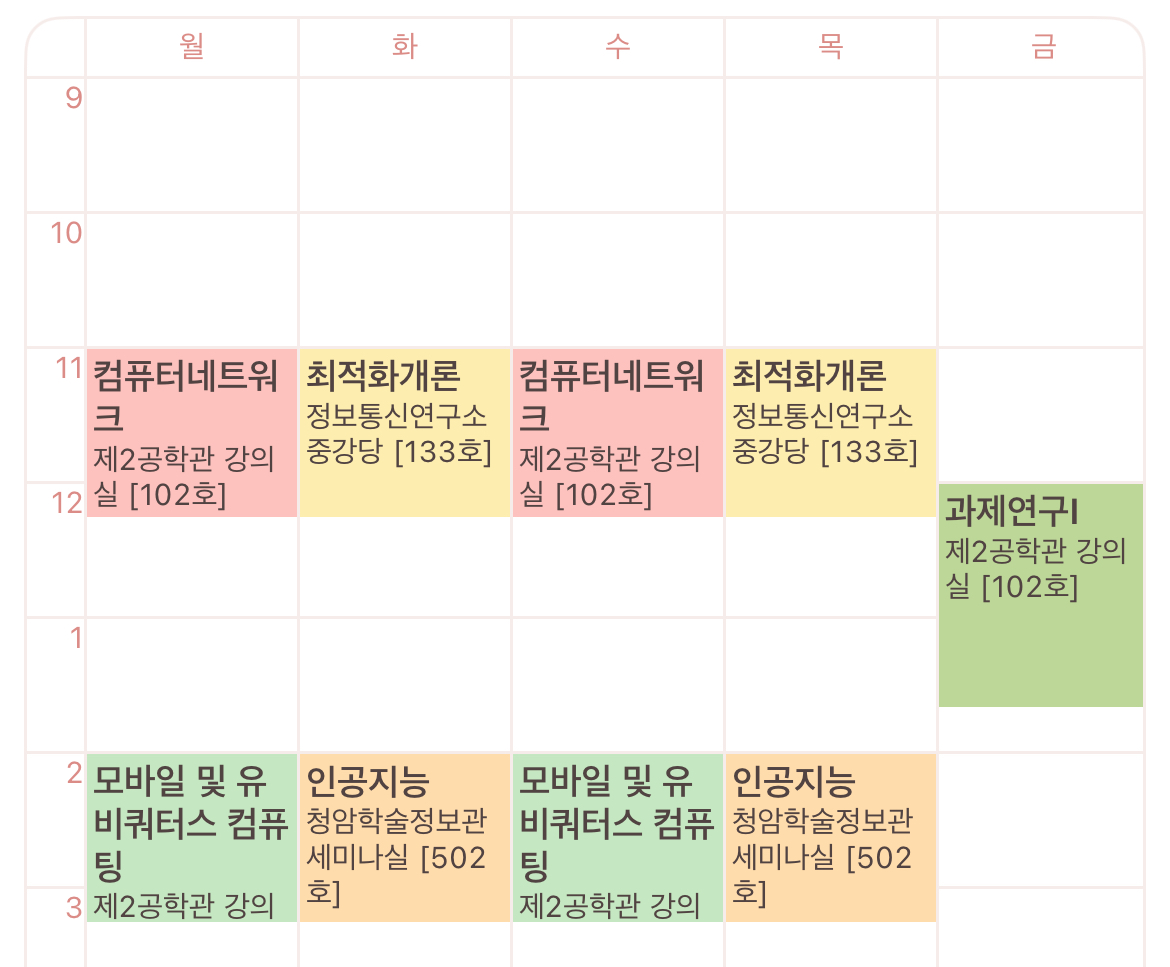 월 화 수 목 금
9
10
11
컴퓨터네트워
크
제2공학관 강의
실 [102호]
최적화개론
정보통신연구소
중강당 [133호]
컴퓨터네트워
크
제2공학관 강의
실 [102호]
최적화개론
정보통신연구소
중강당 [133호]
12
과제연구I
제2공학관 강의
실 [102호]
1
2
모바일 및 유
비쿼터스 컴퓨
팅
제2공학관 강의
인공지능
청암학술정보관
세미나실 [502
호]
모바일 및 유
비쿼터스 컴퓨
팅
제2공학관 강의
인공지능
청암학술정보관
세미나실 [502
호]
3